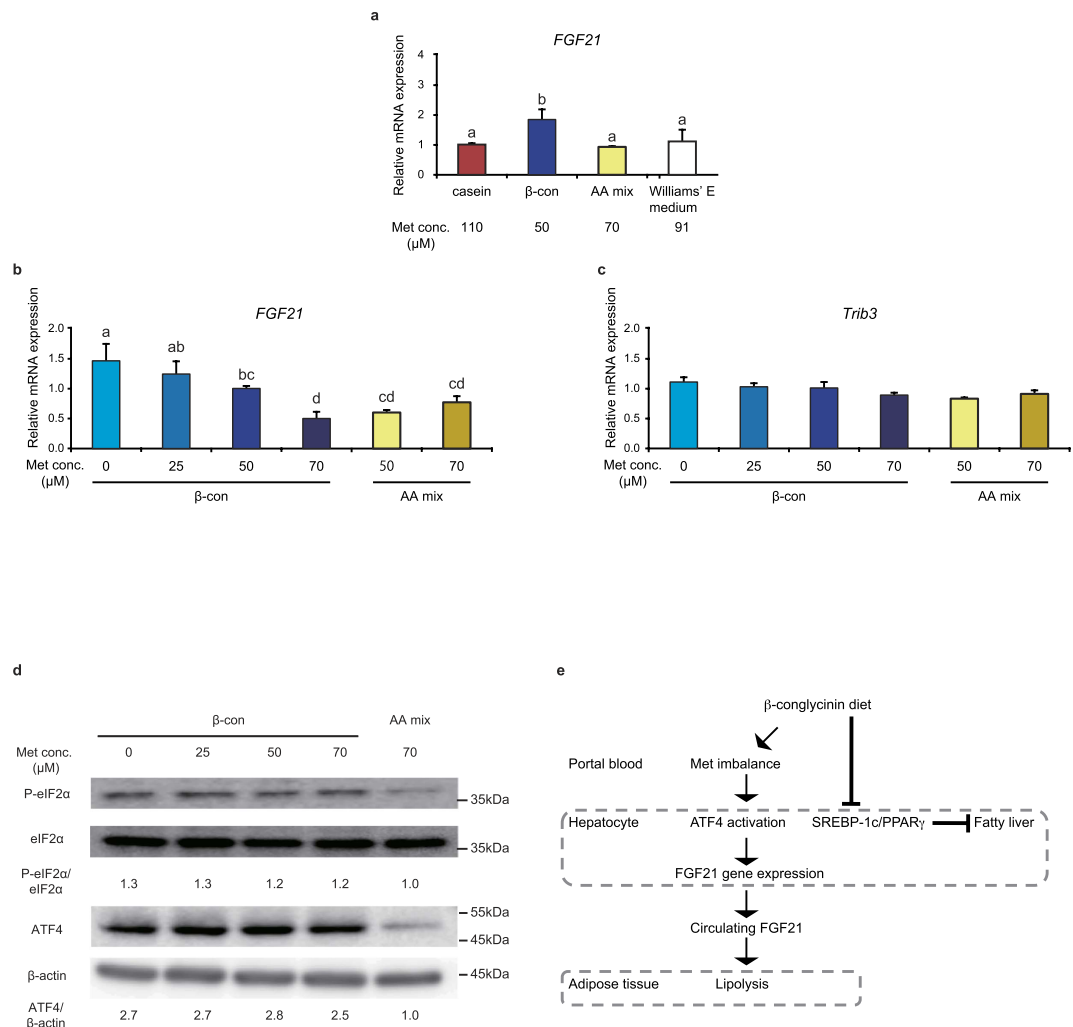 a
FGF21
Relative mRNA expression
4
3
2
1
0
a
b
a
a
casein
β-con
AA mix
Williams' E
medium
Met conc.
(µM)
110
50
70
91
b
FGF21
Relative mRNA expression
2.0
1.5
1.0
0.5
0.0
a
ab
bc
d
cd
cd
Met conc.
(µM)
0
25
50
70
50
70
β-con
AA mix
c
Trib3
Relative mRNA expression
2.0
1.5
1.0
0.5
0.0
Met conc.
(µM)
0
25
50
70
50
70
β-con
AA mix
d
β-con
AA mix
Met conc.
(µM)
0
25
50
70
70
P-eIF2α
35kDa
eIF2α
35kDa
P-eIF2α/
eIF2α
1.3
1.3
1.2
1.2
1.0
ATF4
55kDa
45kDa
β-actin
45kDa
ATF4/
β-actin
2.7
2.7
2.8
2.5
1.0
e
β-conglycinin diet
Portal blood
Met imbalance
Hepatocyte
ATF4 activation
SREBP-1c/PPARγ
Fatty liver
FGF21 gene expression
Circulating FGF21
Adipose tissue
Lipolysis